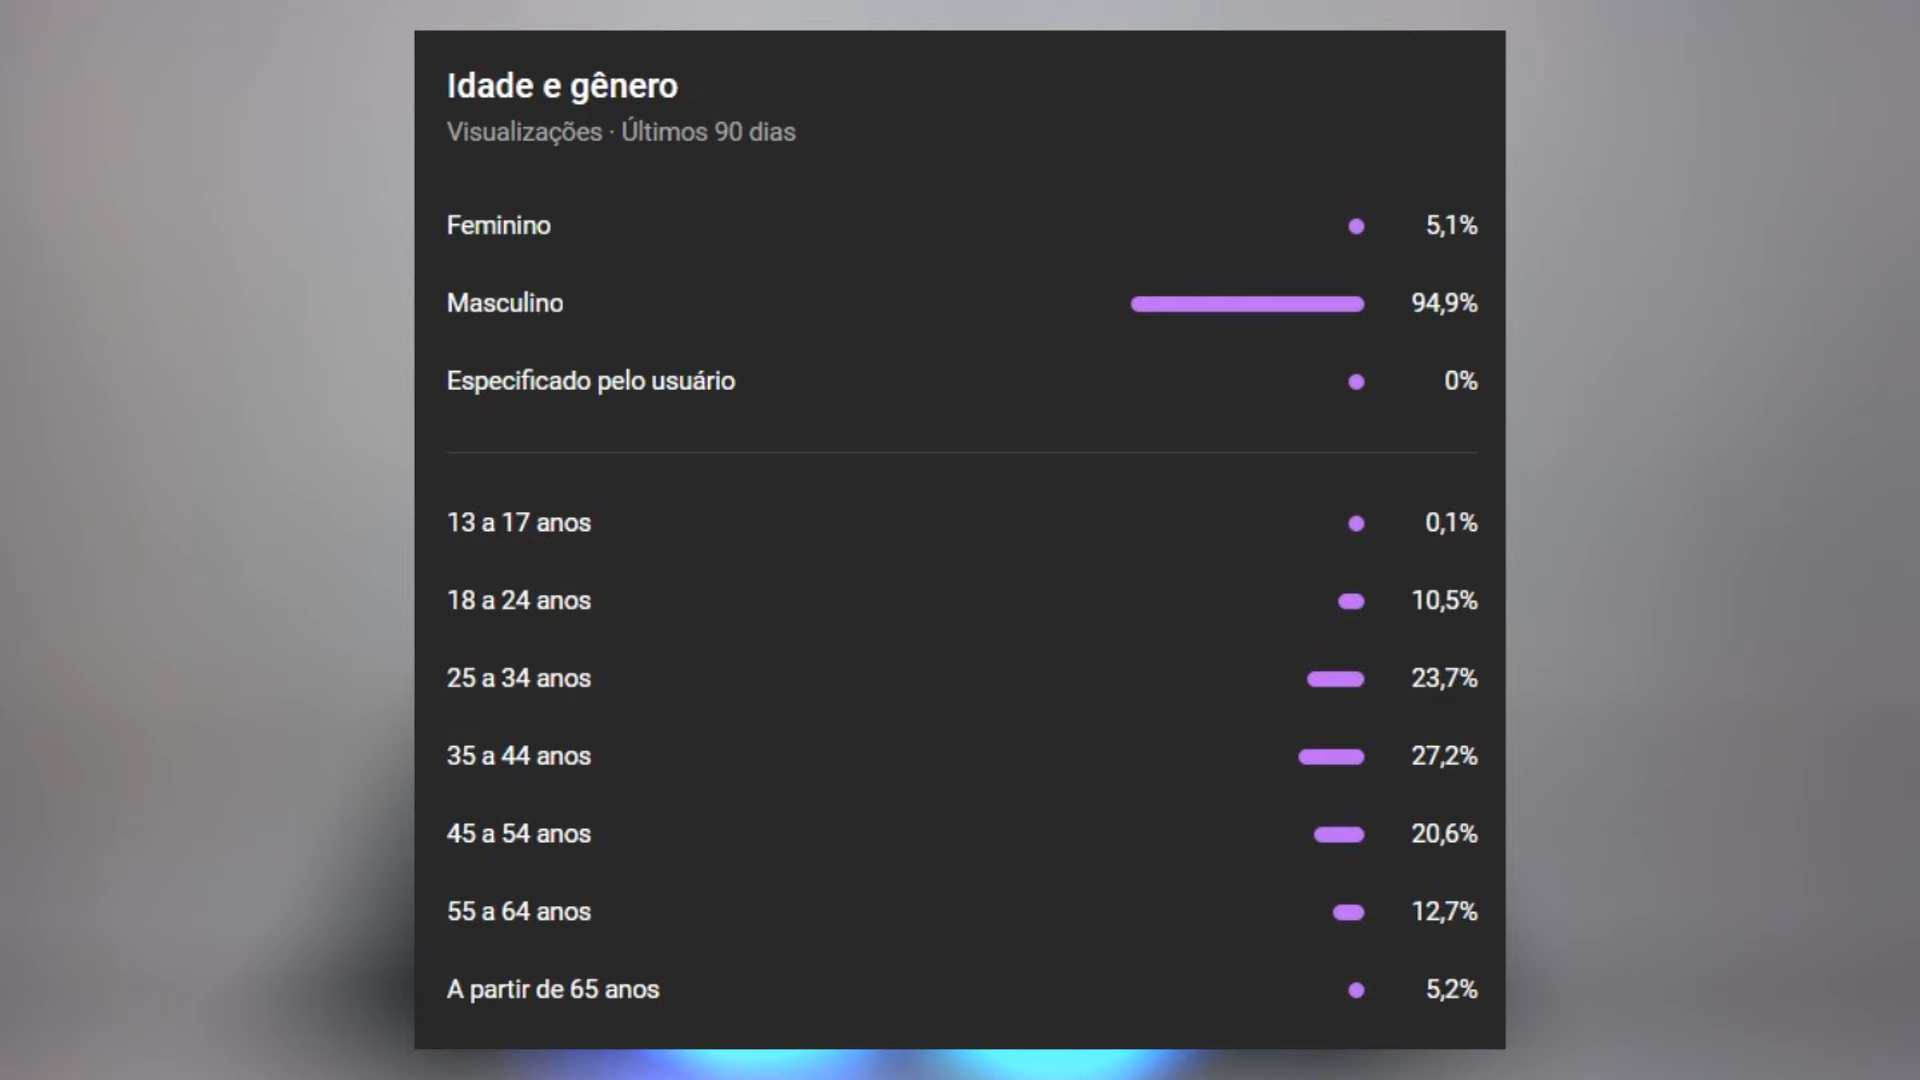 Idade e gênero
Visualizações · Últimos 90 dias
Feminino 5,1%
Masculino 94,9%
Especificado pelo usuário 0%
13 a 17 anos 0,1%
18 a 24 anos 10,5%
25 a 34 anos 23,7%
35 a 44 anos 27,2%
45 a 54 anos 20,6%
55 a 64 anos 12,7%
A partir de 65 anos 5,2%